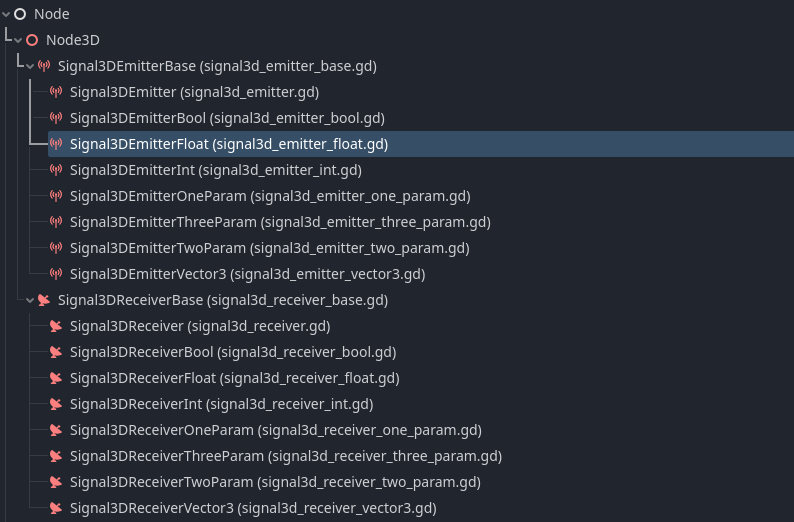 Node
Node3D
Signal3DEmitterBase (signal3d_emitter_base.gd)
Signal3DEmitter (signal3d_emitter.gd)
Signal3DEmitterBool (signal3d_emitter_bool.gd)
Signal3DEmitterFloat (signal3d_emitter_float.gd)
Signal3DEmitterInt (signal3d_emitter_int.gd)
Signal3DEmitterOneParam (signal3d_emitter_one_param.gd)
Signal3DEmitterThreeParam (signal3d_emitter_three_param.gd)
Signal3DEmitterTwoParam (signal3d_emitter_two_param.gd)
Signal3DEmitterVector3 (signal3d_emitter_vector3.gd)
Signal3DReceiverBase (signal3d_receiver_base.gd)
Signal3DReceiver (signal3d_receiver.gd)
Signal3DReceiverBool (signal3d_receiver_bool.gd)
Signal3DReceiverFloat (signal3d_receiver_float.gd)
Signal3DReceiverInt (signal3d_receiver_int.gd)
Signal3DReceiverOneParam (signal3d_receiver_one_param.gd)
Signal3DReceiverThreeParam (signal3d_receiver_three_param.gd)
Signal3DReceiverTwoParam (signal3d_receiver_two_param.gd)
Signal3DReceiverVector3 (signal3d_receiver_vector3.gd)